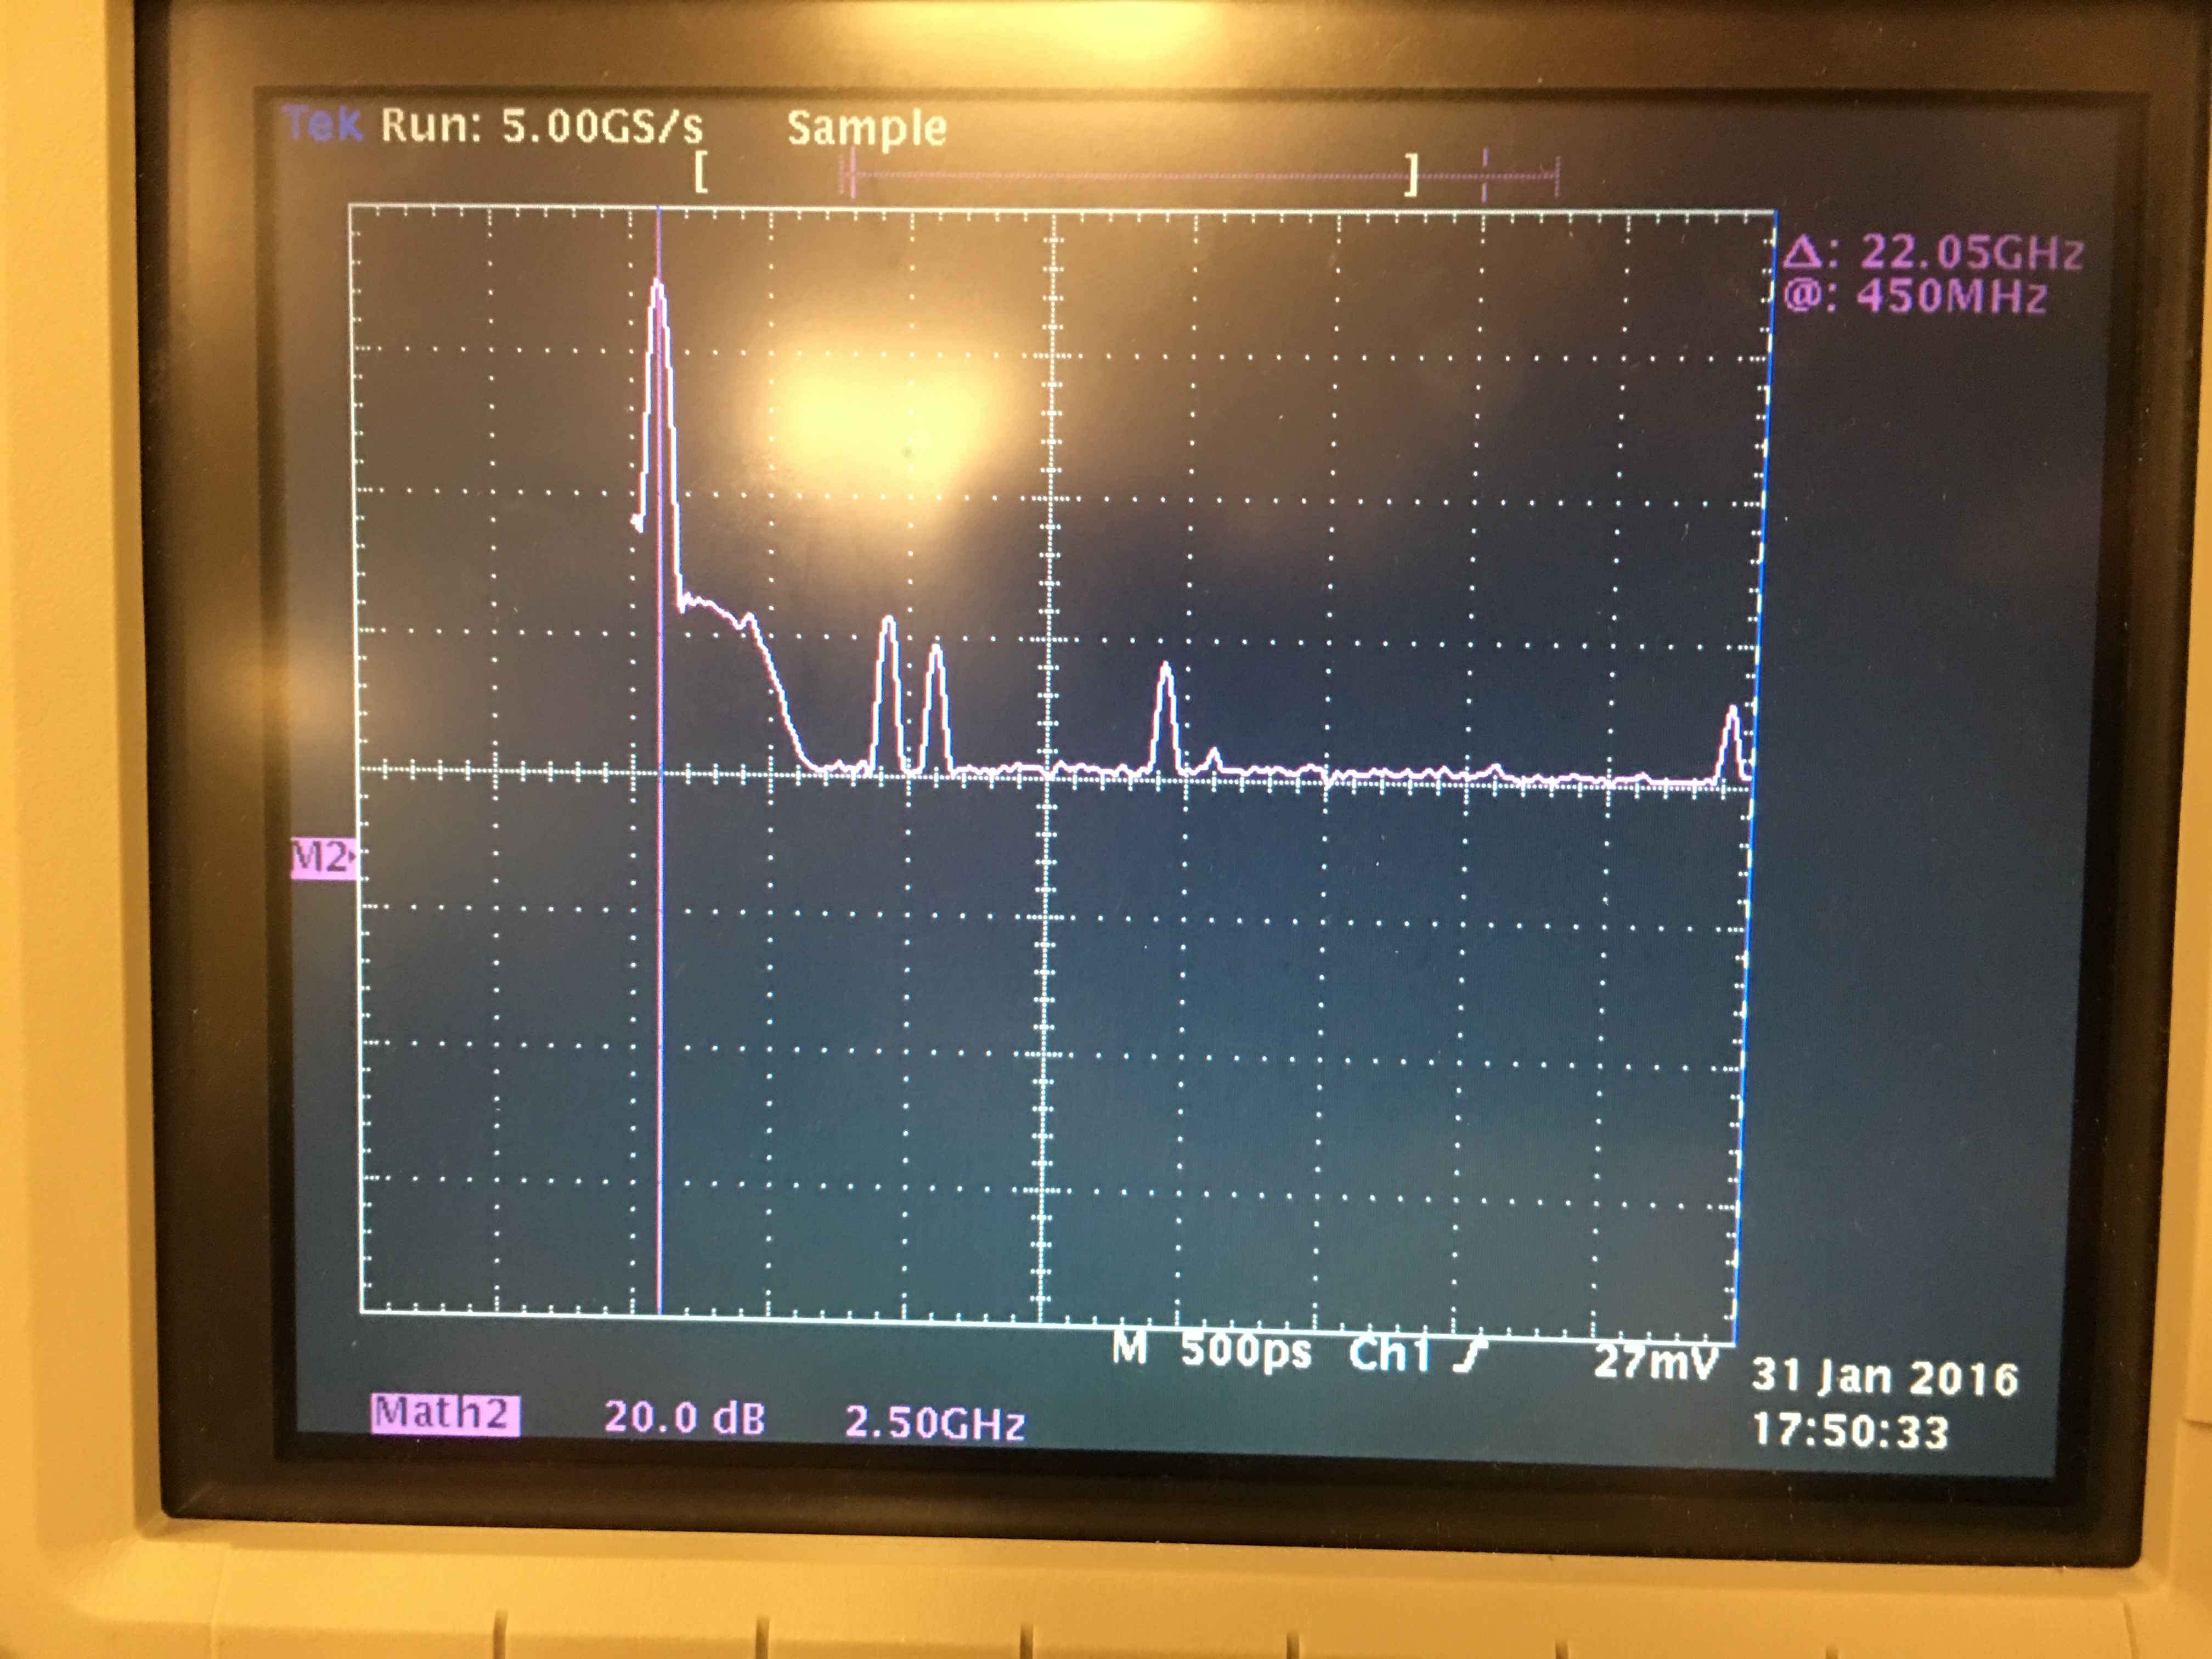 Tek Run: 5.00GS/s Sample
[ ]
Δ: 22.05GHz
@: 450MHz
M2
M 500ps Ch1 27mV
31 Jan 2016
17:50:33
Math2 20.0 dB 2.50GHz